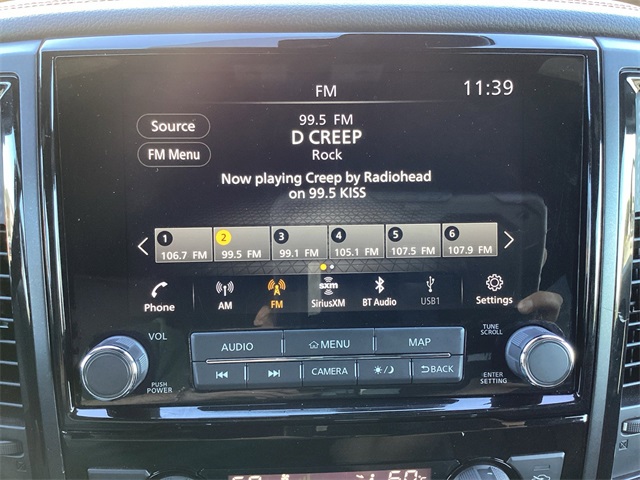 FM
11:39
Source
FM Menu
99.5 FM
D CREEP
Rock
Now playing Creep by Radiohead
on 99.5 KISS
1 2 3 4 5 6
106.7 FM 99.5 FM 99.1 FM 105.1 FM 107.5 FM 107.9 FM
Phone AM FM SiriusXM BT Audio USB1 Settings
sxm
VOL
AUDIO MENU MAP
TUNE
SCROLL
CAMERA BACK
PUSH
POWER
ENTER
SETTING